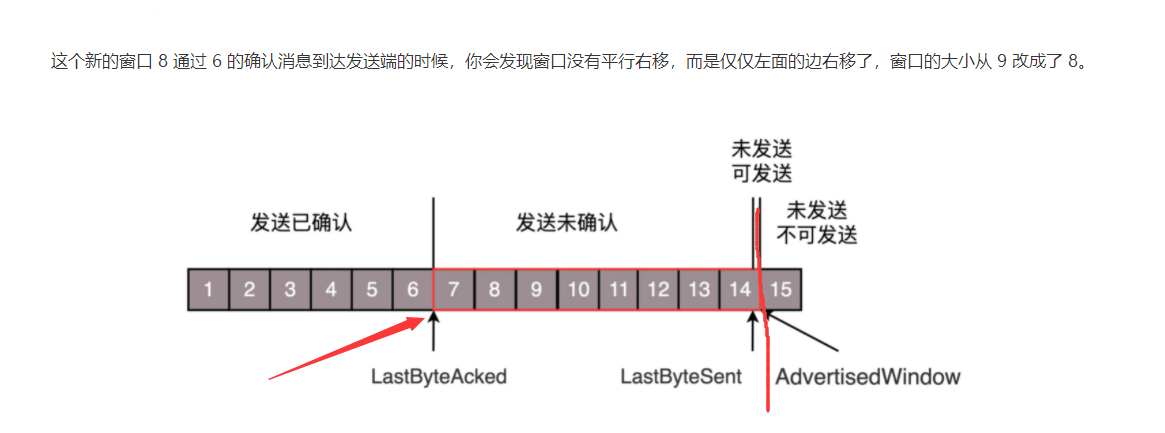 这个新的窗口 8 通过 6 的确认消息到达发送端的时候，你会发现窗口没有平行右移，而是仅仅左面的边右移了，窗口的大小从 9 改成了 8。
未发送
可发送
发送已确认
发送未确认
未发送
不可发送
1 2 3 4 5 6 7 8 9 10 11 12 13 14 15
LastByteAcked
LastByteSent
AdvertisedWindow